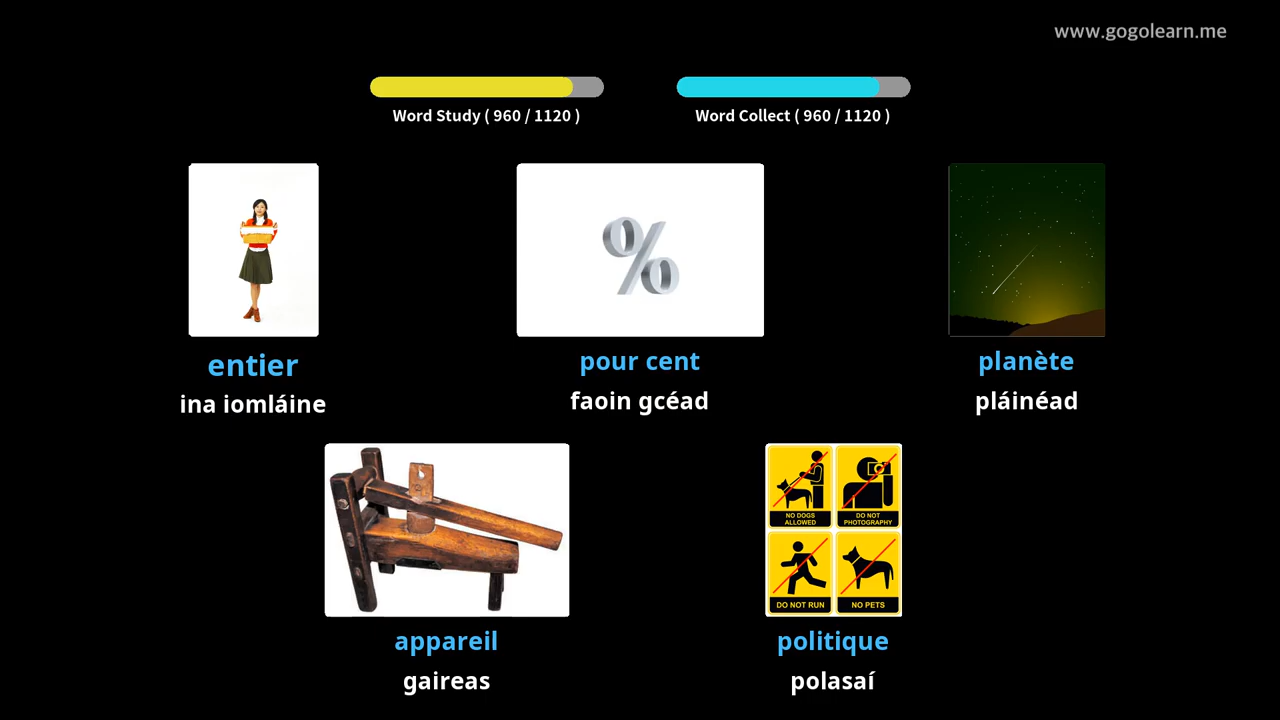 www.gogolearn.me
Word Study ( 960 / 1120 )
Word Collect ( 960 / 1120 )
%
entier
ina iomláine
pour cent
faoin gcéad
planète
pláinéad
NO DOGS
ALLOWED
DO NOT
PHOTOGRAPHY
DO NOT RUN
NO PETS
appareil
gaireas
politique
polasaí